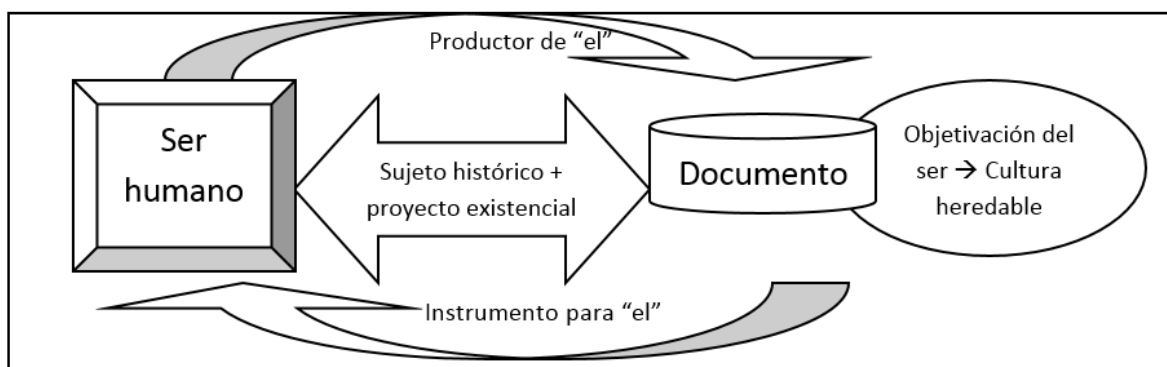 Productor de “el”
Ser
humano
Sujeto histórico +
proyecto existencial
Documento
Objetivación del
ser → Cultura
heredable
Instrumento para “el”